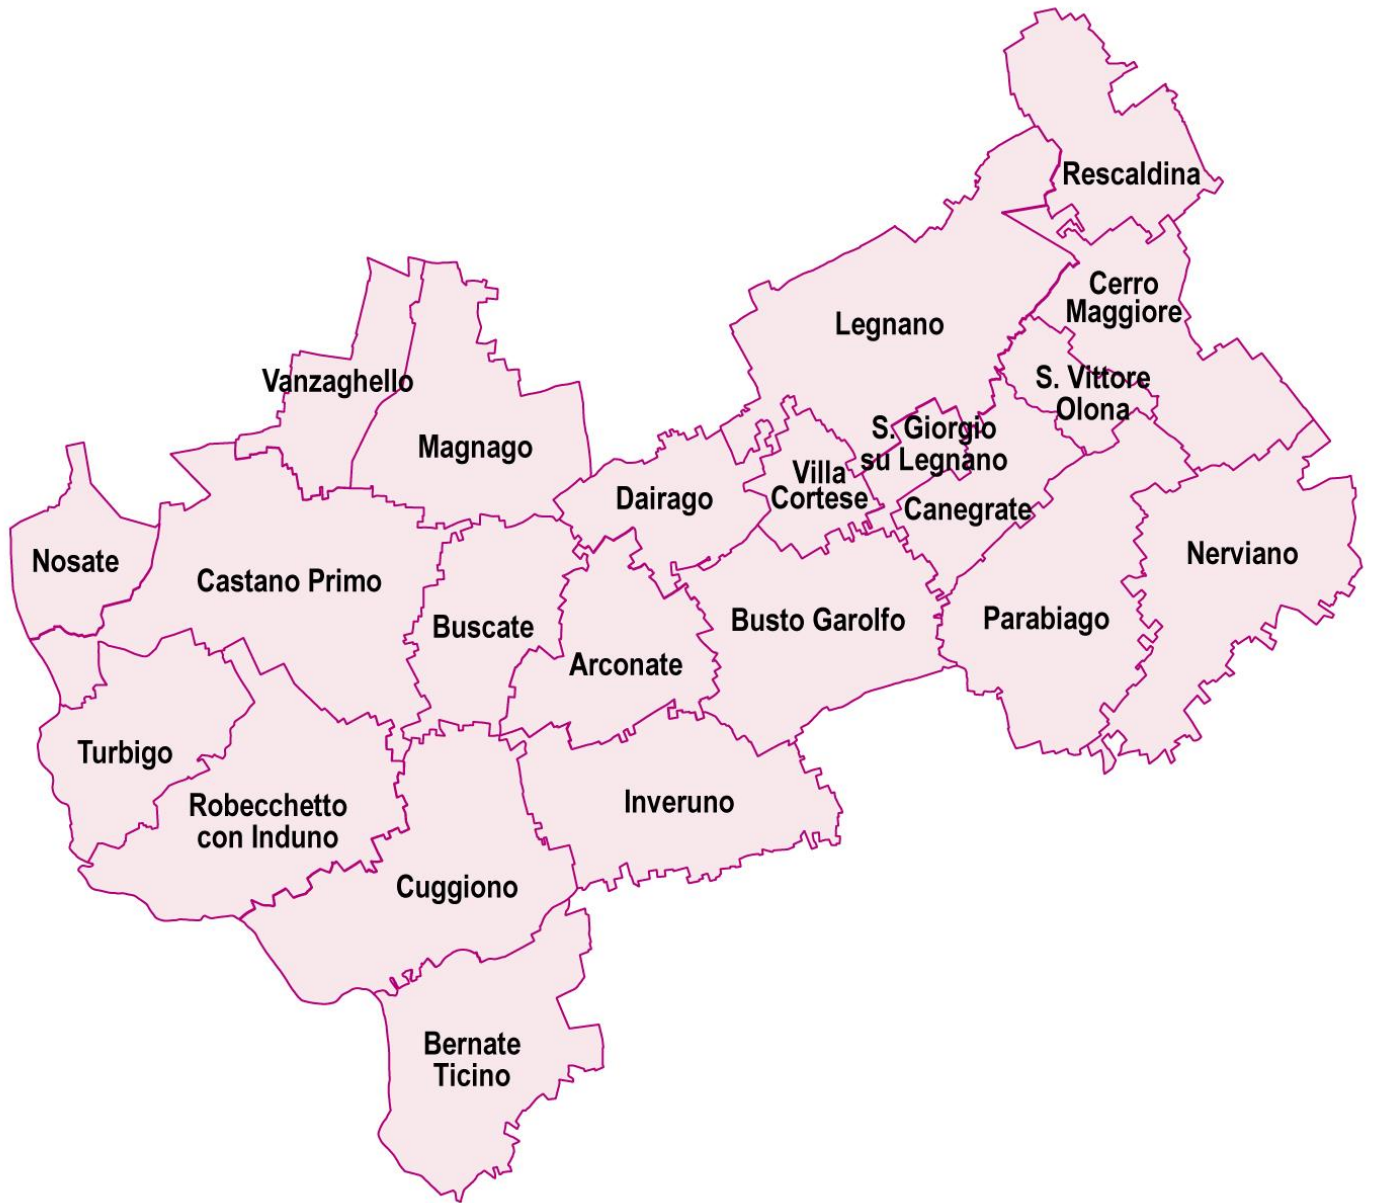 Rescaldina
Cerro
Maggiore
Legnano
Vanzaghello
S. Vittore
Olona
Magnago
S. Giorgio
su Legnano
Villa
Cortese
Dairago
Canegrate
Nosate
Castano Primo
Nerviano
Buscate
Busto Garolfo
Parabiago
Arconate
Turbigo
Robecchetto
con Induno
Inveruno
Cuggiono
Bernate
Ticino